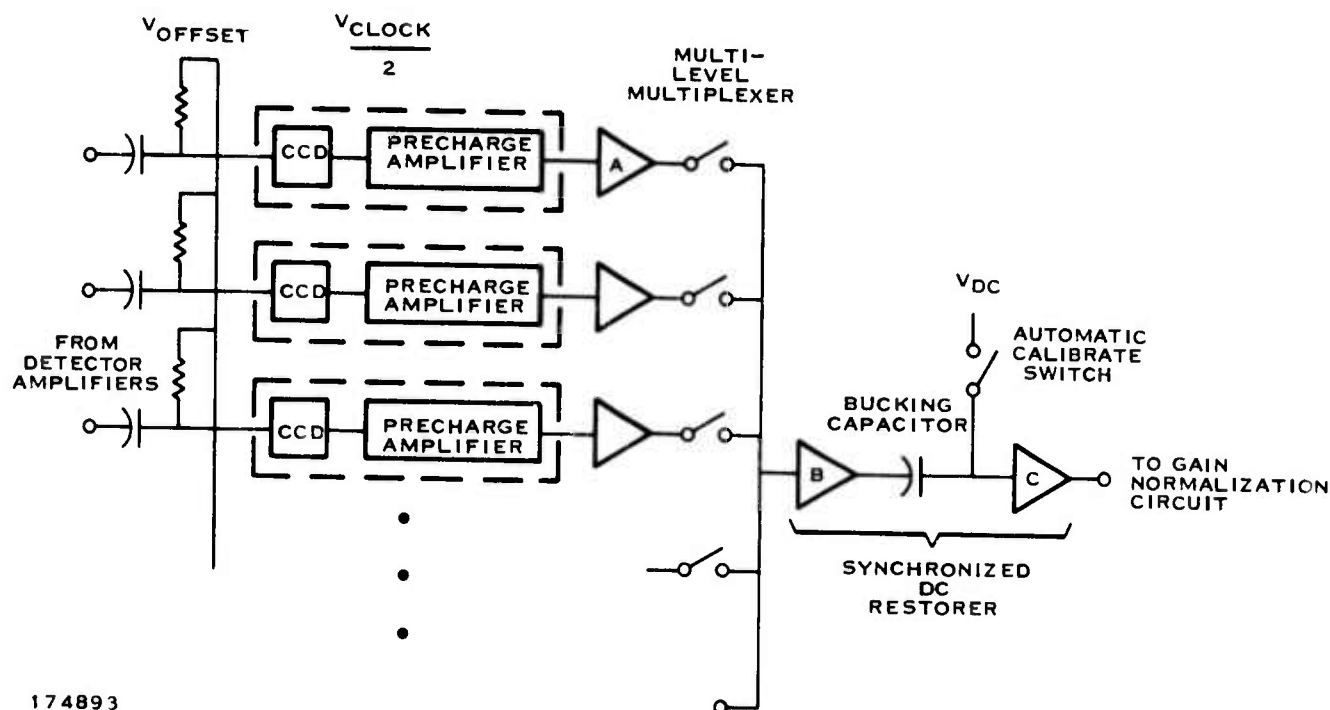 VOFFSET
VCLOCK
2
MULTI-
LEVEL
MULTIPLEXER
CCD
PRECHARGE
AMPLIFIER
A
CCD
PRECHARGE
AMPLIFIER
FROM
DETECTOR
AMPLIFIERS
CCD
PRECHARGE
AMPLIFIER
VDC
AUTOMATIC
CALIBRATE
SWITCH
BUCKING
CAPACITOR
B
C
TO GAIN
NORMALIZATION
CIRCUIT
SYNCHRONIZED
DC
RESTORER
174893